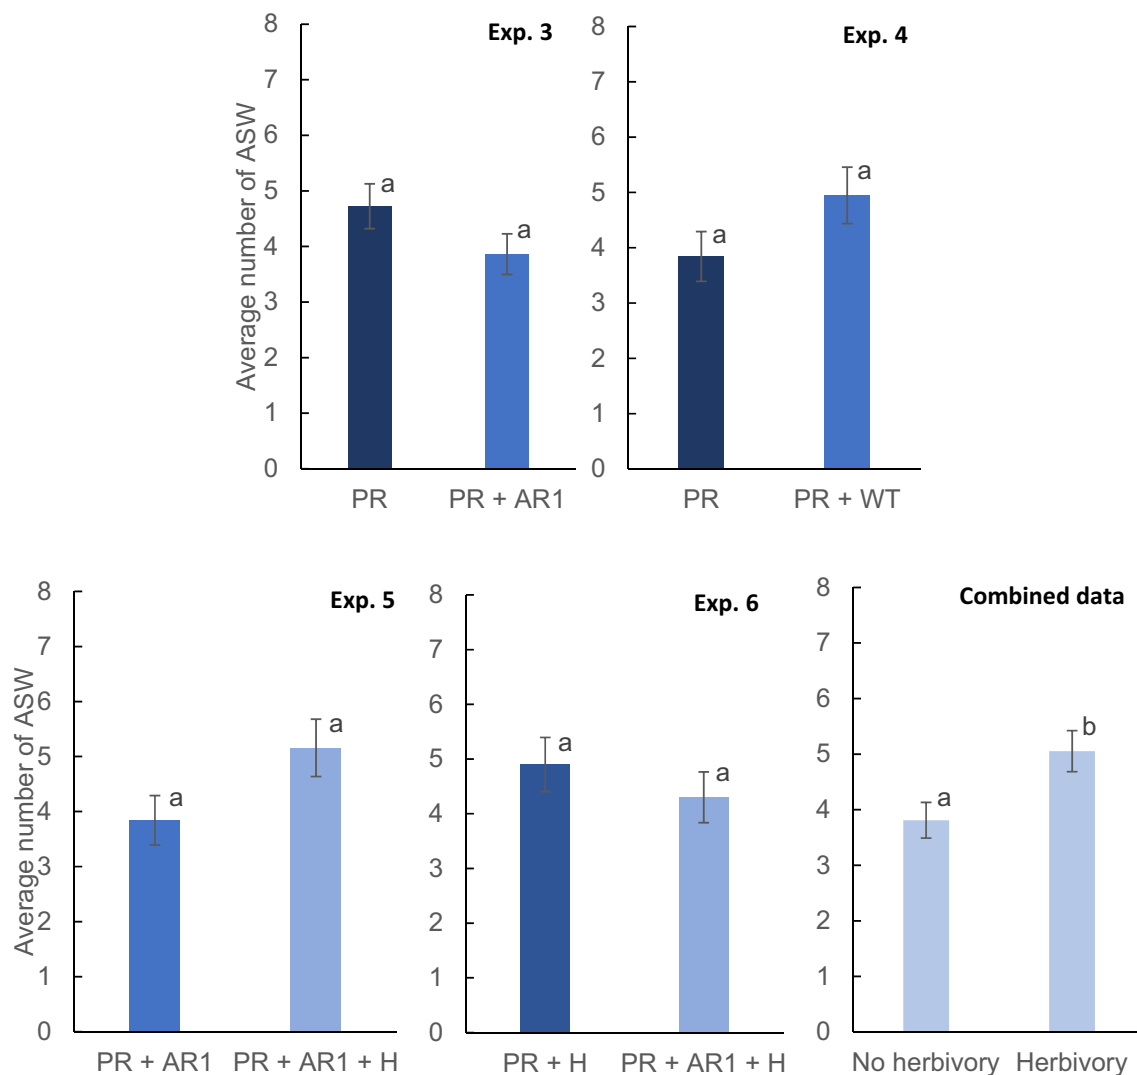 Exp. 3
Average number of ASW
8
7
6
5
4
3
2
1
0
a
a
PR
PR + AR1
Exp. 4
8
7
6
5
4
3
2
1
0
a
a
PR
PR + WT
Exp. 5
Average number of ASW
8
7
6
5
4
3
2
1
0
a
a
PR + AR1
PR + AR1 + H
Exp. 6
8
7
6
5
4
3
2
1
0
a
a
PR + H
PR + AR1 + H
Combined data
8
7
6
5
4
3
2
1
0
a
b
No herbivory
Herbivory